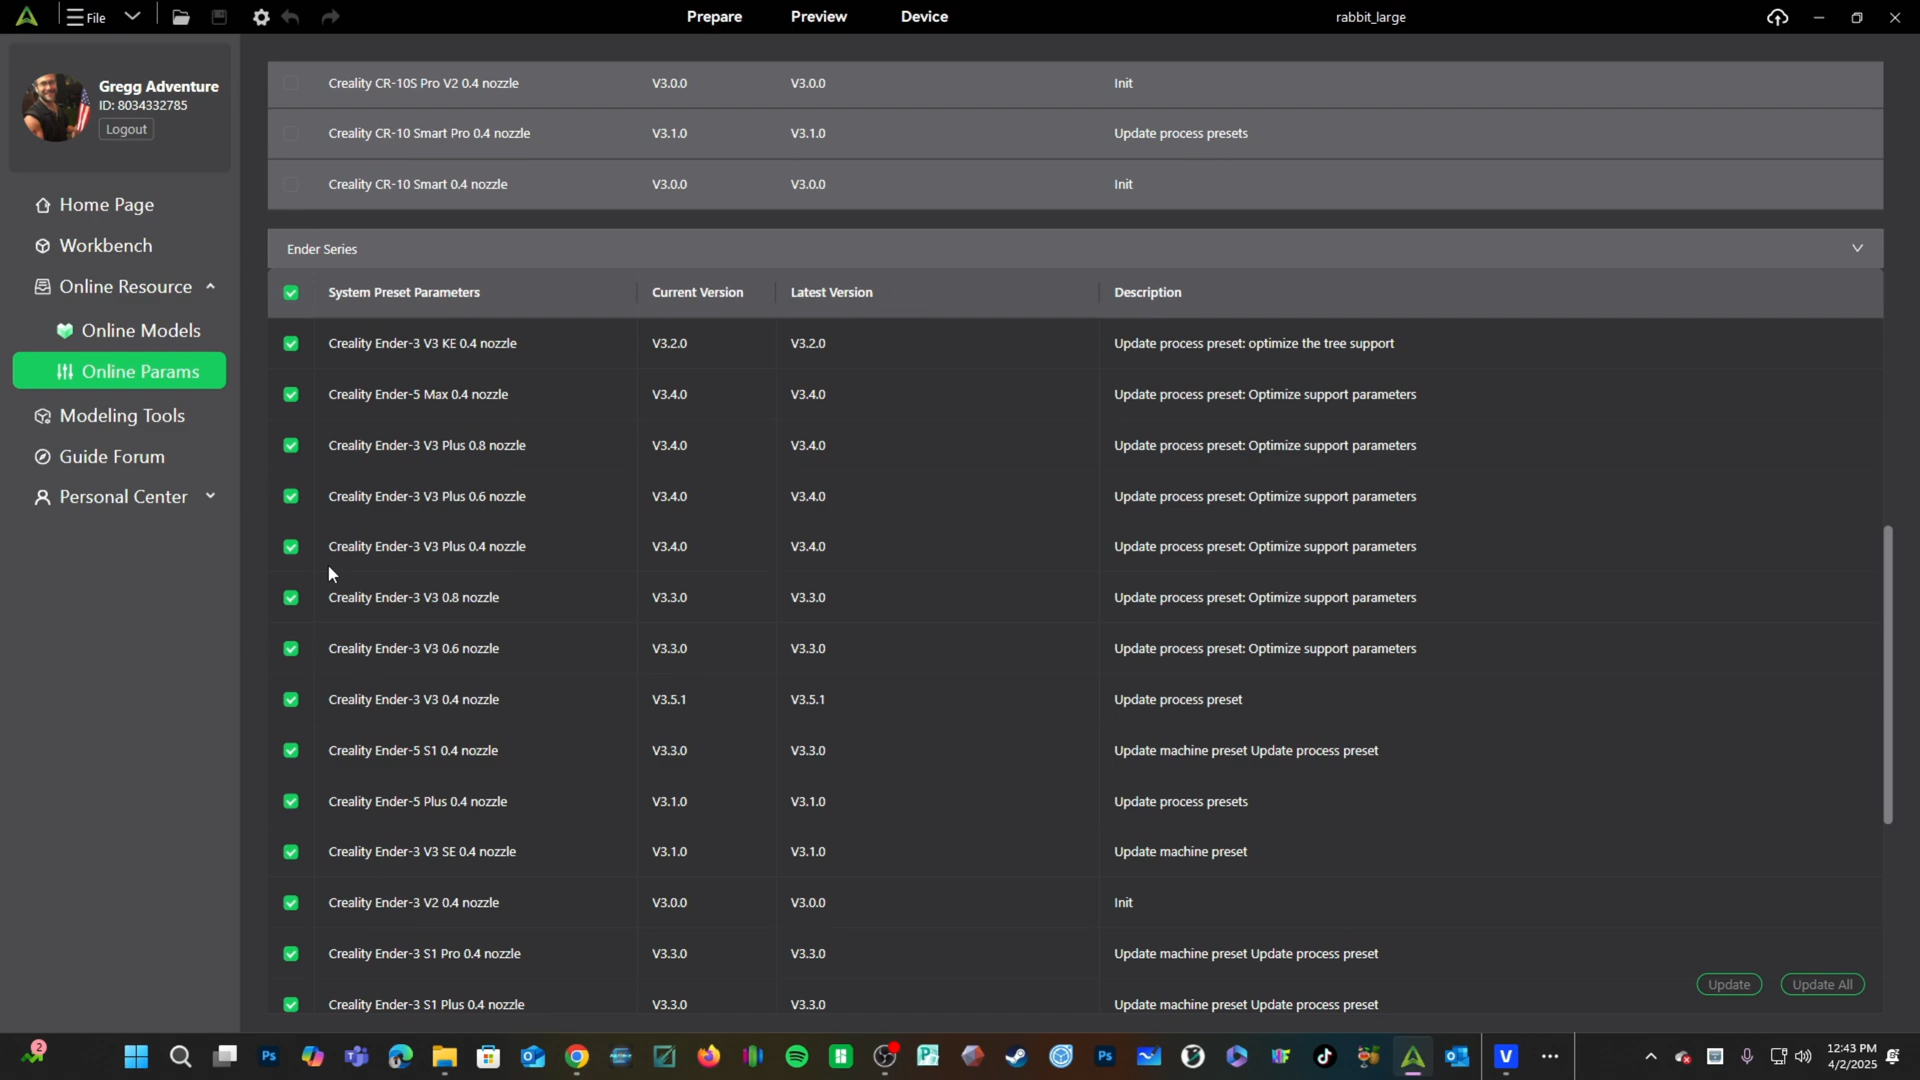 File
Prepare
Preview
Device
rabbit_large
Gregg Adventure
ID: 8034332785
Logout
Home Page
Workbench
Online Resource
Online Models
Online Params
Modeling Tools
Guide Forum
Personal Center
Creality CR-10S Pro V2 0.4 nozzle V3.0.0 V3.0.0 Init
Creality CR-10 Smart Pro 0.4 nozzle V3.1.0 V3.1.0 Update process presets
Creality CR-10 Smart 0.4 nozzle V3.0.0 V3.0.0 Init
Ender Series
System Preset Parameters Current Version Latest Version Description
Creality Ender-3 V3 KE 0.4 nozzle V3.2.0 V3.2.0 Update process preset: optimize the tree support
Creality Ender-5 Max 0.4 nozzle V3.4.0 V3.4.0 Update process preset: Optimize support parameters
Creality Ender-3 V3 Plus 0.8 nozzle V3.4.0 V3.4.0 Update process preset: Optimize support parameters
Creality Ender-3 V3 Plus 0.6 nozzle V3.4.0 V3.4.0 Update process preset: Optimize support parameters
Creality Ender-3 V3 Plus 0.4 nozzle V3.4.0 V3.4.0 Update process preset: Optimize support parameters
Creality Ender-3 V3 0.8 nozzle V3.3.0 V3.3.0 Update process preset: Optimize support parameters
Creality Ender-3 V3 0.6 nozzle V3.3.0 V3.3.0 Update process preset: Optimize support parameters
Creality Ender-3 V3 0.4 nozzle V3.5.1 V3.5.1 Update process preset
Creality Ender-5 S1 0.4 nozzle V3.3.0 V3.3.0 Update machine preset Update process preset
Creality Ender-5 Plus 0.4 nozzle V3.1.0 V3.1.0 Update process presets
Creality Ender-3 V3 SE 0.4 nozzle V3.1.0 V3.1.0 Update machine preset
Creality Ender-3 V2 0.4 nozzle V3.0.0 V3.0.0 Init
Creality Ender-3 S1 Pro 0.4 nozzle V3.3.0 V3.3.0 Update machine preset Update process preset
Creality Ender-3 S1 Plus 0.4 nozzle V3.3.0 V3.3.0 Update machine preset Update process preset
Update Update All
2
Ps
Ps
V
12:43 PM
4/2/2025